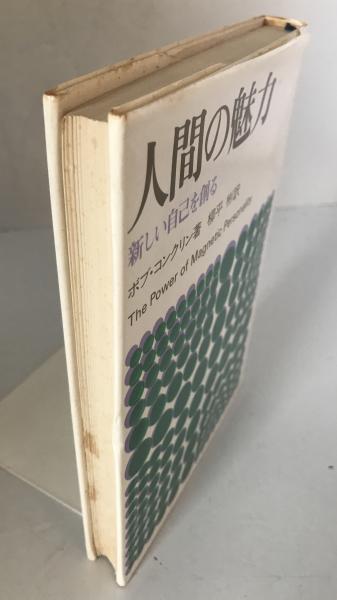 人間の魅力
新しい自己を創る
ボブ・コンクリン著 柳平 彬訳
The Power of Magnetic Personality